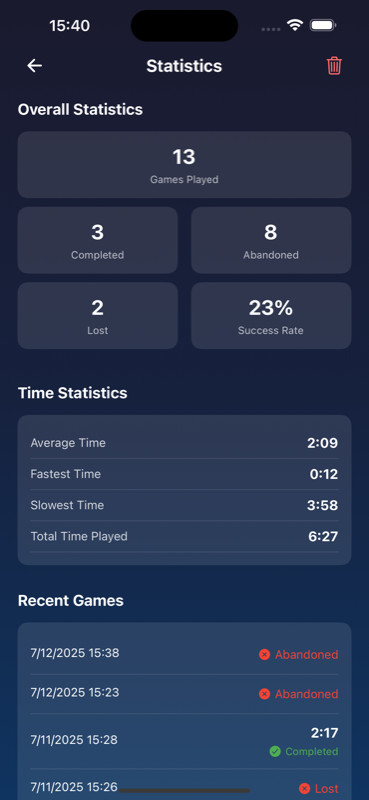 15:40
Statistics
Overall Statistics
13
Games Played
3
Completed
8
Abandoned
2
Lost
23%
Success Rate
Time Statistics
Average Time 2:09
Fastest Time 0:12
Slowest Time 3:58
Total Time Played 6:27
Recent Games
7/12/2025 15:38 Abandoned
7/12/2025 15:23 Abandoned
7/11/2025 15:28 2:17
Completed
7/11/2025 15:26 Lost